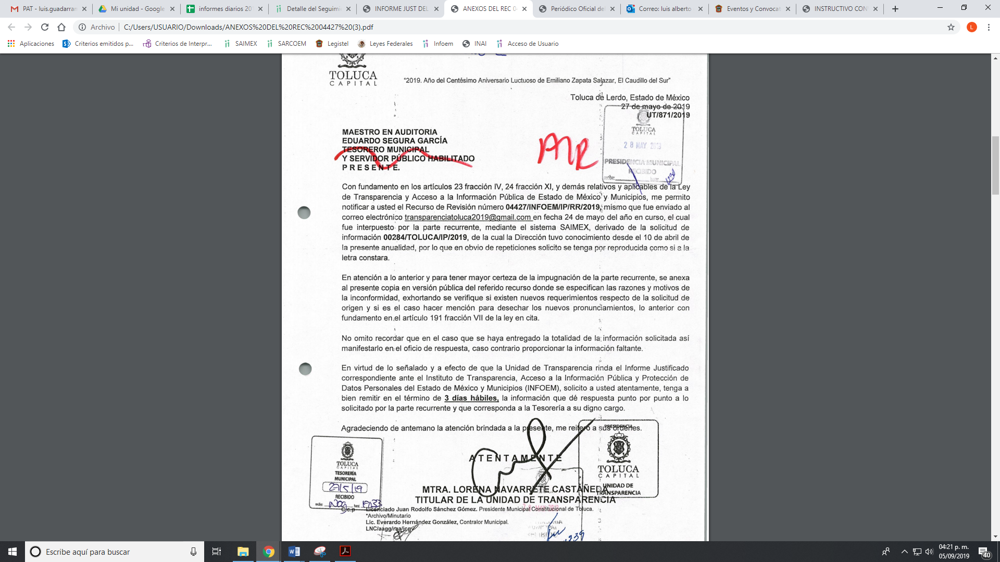 PAT - luis.guadarran
Mi unidad - Google
informes diarios 201
Detalle del Seguimie
INFORME JUST DEL
ANEXOS DEL REC 04
Periódico Oficial del
Correo: luis alberto
Eventos y Convocat
INSTRUCTIVO CON
Archivo
C:/Users/USUARIO/Downloads/ANEXOS%20DEL%20REC%2004427%20(3).pdf
L
Aplicaciones
Criterios emitidos p...
Criterios de Interpr...
SAIMEX
SARCOEM
Legistel
Leyes Federales
Infoem
INAI
Acceso de Usuario
TOLUCA
CAPITAL
"2019. Año del Centésimo Aniversario Luctuoso de Emiliano Zapata Salazar, El Caudillo del Sur"
Toluca de Lerdo, Estado de México
27 de mayo de 2019
UT/871/2019
TOLUCA
CAPITAL
28 MAY 2019
PRESIDENCIA MUNICIPAL
RECIBIDO
recibe: hora:
MAESTRO EN AUDITORIA
EDUARDO SEGURA GARCÍA
TESORERO MUNICIPAL
Y SERVIDOR PÚBLICO HABILITADO
P R E S E N T E.
Con fundamento en los artículos 23 fracción IV, 24 fracción XI, y demás relativos y aplicables de la Ley
de Transparencia y Acceso a la Información Pública de Estado de México y Municipios, me permito
notificar a usted el Recurso de Revisión número 04427/INFOEM/IP/RR/2019, mismo que fue enviado al
correo electrónico transparenciatoluca2019@gmail.com en fecha 24 de mayo del año en curso, el cual
fue interpuesto por la parte recurrente, mediante el sistema SAIMEX, derivado de la solicitud de
información 00284/TOLUCA/IP/2019, de la cual la Dirección tuvo conocimiento desde el 10 de abril de
la presente anualidad, por lo que en obvio de repeticiones solicito se tenga por reproducida como si a la
letra constara.
En atención a lo anterior y para tener mayor certeza de la impugnación de la parte recurrente, se anexa
al presente copia en versión pública del referido recurso donde se especifican las razones y motivos de
la inconformidad, exhortando se verifique si existen nuevos requerimientos respecto de la solicitud de
origen y si es el caso hacer mención para desechar los nuevos pronunciamientos, lo anterior con
fundamento en el artículo 191 fracción VII de la ley en cita.
No omito recordar que en el caso que se haya entregado la totalidad de la información solicitada así
manifestarlo en el oficio de respuesta, caso contrario proporcionar la información faltante.
En virtud de lo señalado y a efecto de que la Unidad de Transparencia rinda el Informe Justificado
correspondiente ante el Instituto de Transparencia, Acceso a la Información Pública y Protección de
Datos Personales del Estado de México y Municipios (INFOEM), solicito a usted atentamente, tenga a
bien remitir en el término de 3 días hábiles, la información que dé respuesta punto por punto a lo
solicitado por la parte recurrente y que corresponda a la Tesorería a su digno cargo.
Agradeciendo de antemano la atención brindada a la presente, me reitero a sus órdenes.
TOLUCA
CAPITAL
TESORERÍA
MUNICIPAL
27/5/19
RECIBIDO
A T E N T A M E N T E
PRESIDENCIA
TOLUCA
CAPITAL
UNIDAD DE
TRANSPARENCIA
MTRA. LORENA NAVARRETE CASTAÑEDA
TITULAR DE LA UNIDAD DE TRANSPARENCIA
C.c.p Licenciado Juan Rodolfo Sánchez Gómez. Presidente Municipal Constitucional de Toluca.
*Archivo/Minutario
Lic. Everardo Hernández González, Contralor Municipal.
LNC/aagg/raa/jcgv
Escribe aquí para buscar
04:21 p. m.
05/09/2019
40